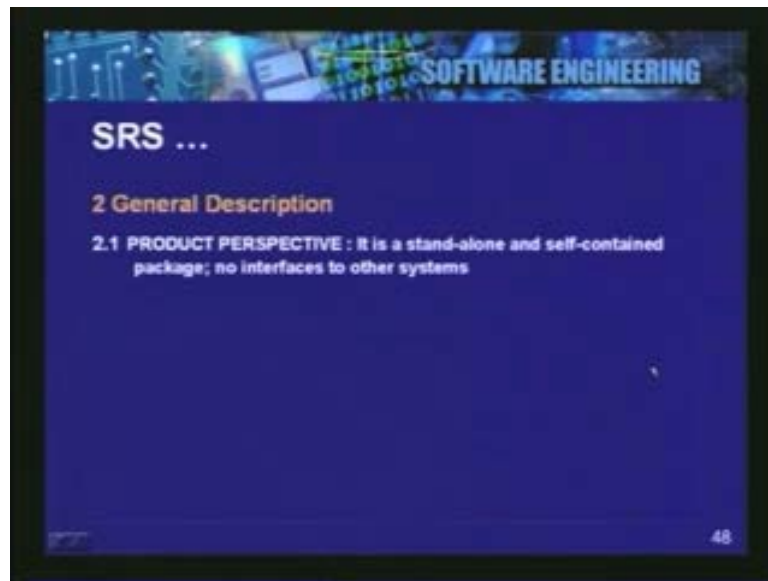 SOFTWARE ENGINEERING
SRS ...
2 General Description
2.1 PRODUCT PERSPECTIVE : It is a stand-alone and self-contained
package; no interfaces to other systems
48